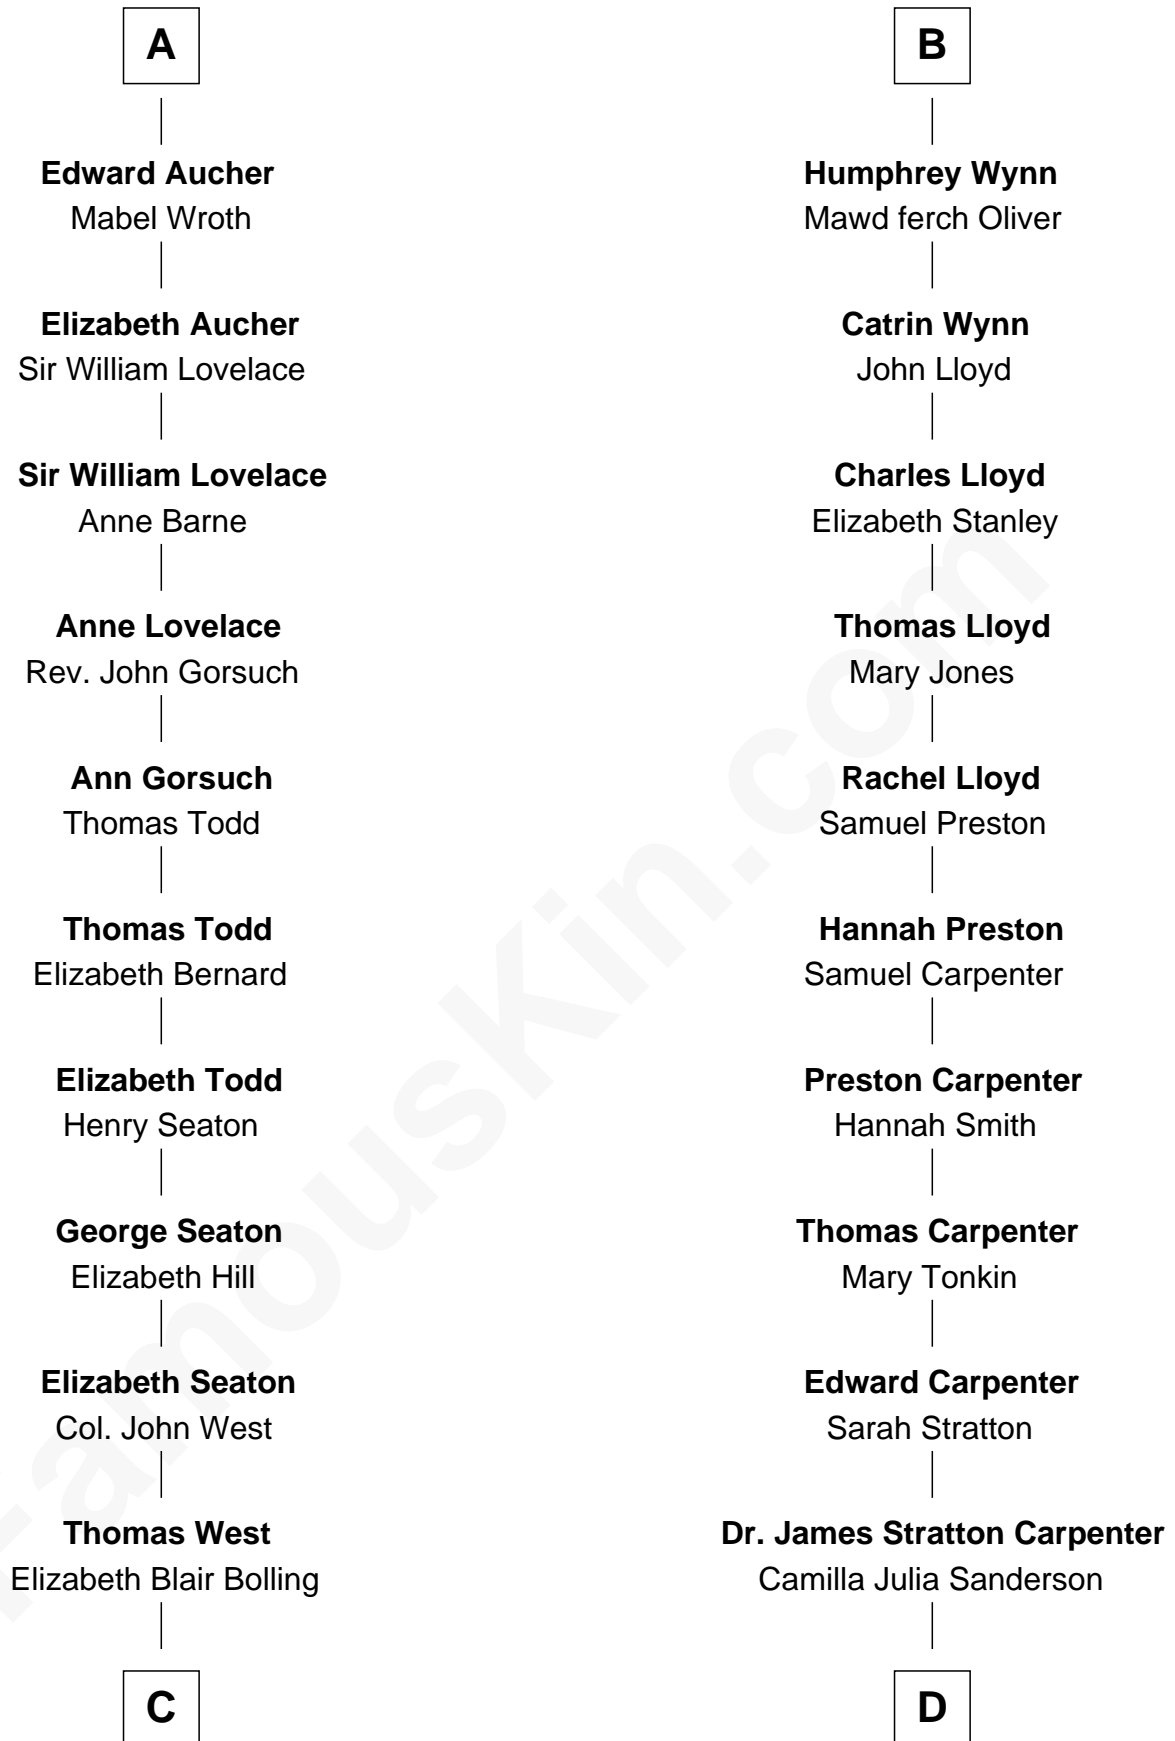 A
Edward Aucher
Mabel Wroth
Elizabeth Aucher
Sir William Lovelace
Sir William Lovelace
Anne Barne
Anne Lovelace
Rev. John Gorsuch
Ann Gorsuch
Thomas Todd
Thomas Todd
Elizabeth Bernard
Elizabeth Todd
Henry Seaton
George Seaton
Elizabeth Hill
Elizabeth Seaton
Col. John West
Thomas West
Elizabeth Blair Bolling
C
B
Humphrey Wynn
Mawd ferch Oliver
Catrin Wynn
John Lloyd
Charles Lloyd
Elizabeth Stanley
Thomas Lloyd
Mary Jones
Rachel Lloyd
Samuel Preston
Hannah Preston
Samuel Carpenter
Preston Carpenter
Hannah Smith
Thomas Carpenter
Mary Tonkin
Edward Carpenter
Sarah Stratton
Dr. James Stratton Carpenter
Camilla Julia Sanderson
D
FamousKin.com